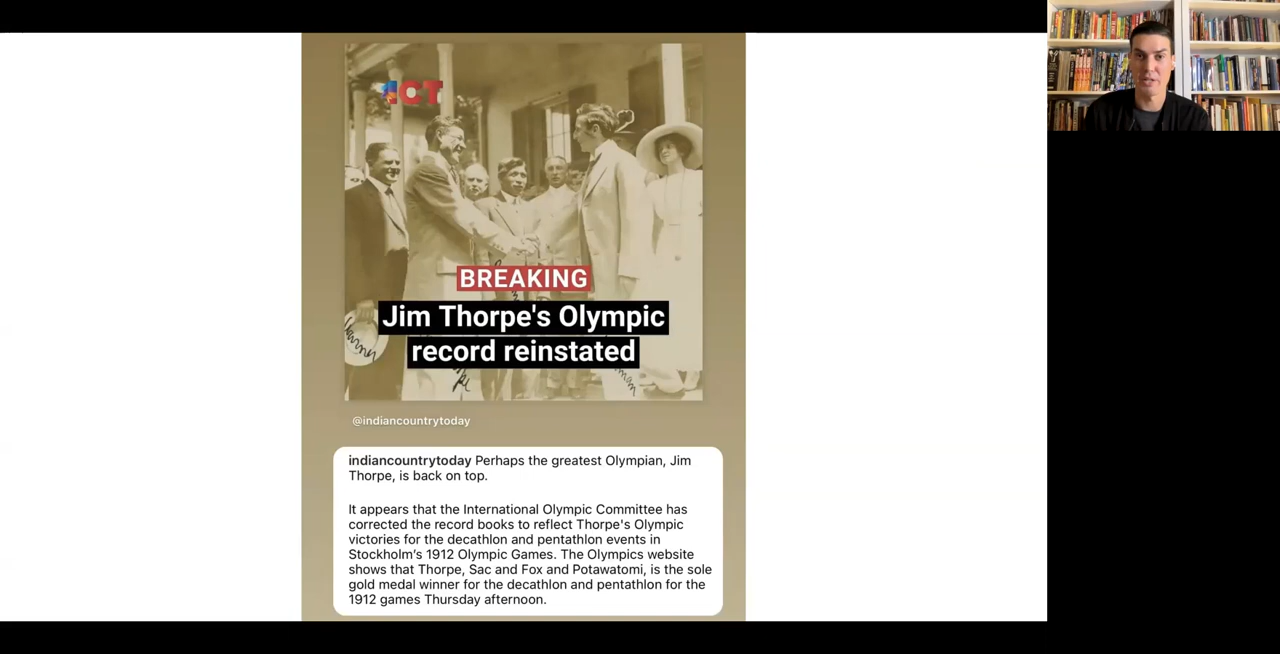 ICT
BREAKING
Jim Thorpe's Olympic
record reinstated
@indiancountrytoday
indiancountrytoday Perhaps the greatest Olympian, Jim
Thorpe, is back on top.
It appears that the International Olympic Committee has
corrected the record books to reflect Thorpe's Olympic
victories for the decathlon and pentathlon events in
Stockholm's 1912 Olympic Games. The Olympics website
shows that Thorpe, Sac and Fox and Potawatomi, is the sole
gold medal winner for the decathlon and pentathlon for the
1912 games Thursday afternoon.